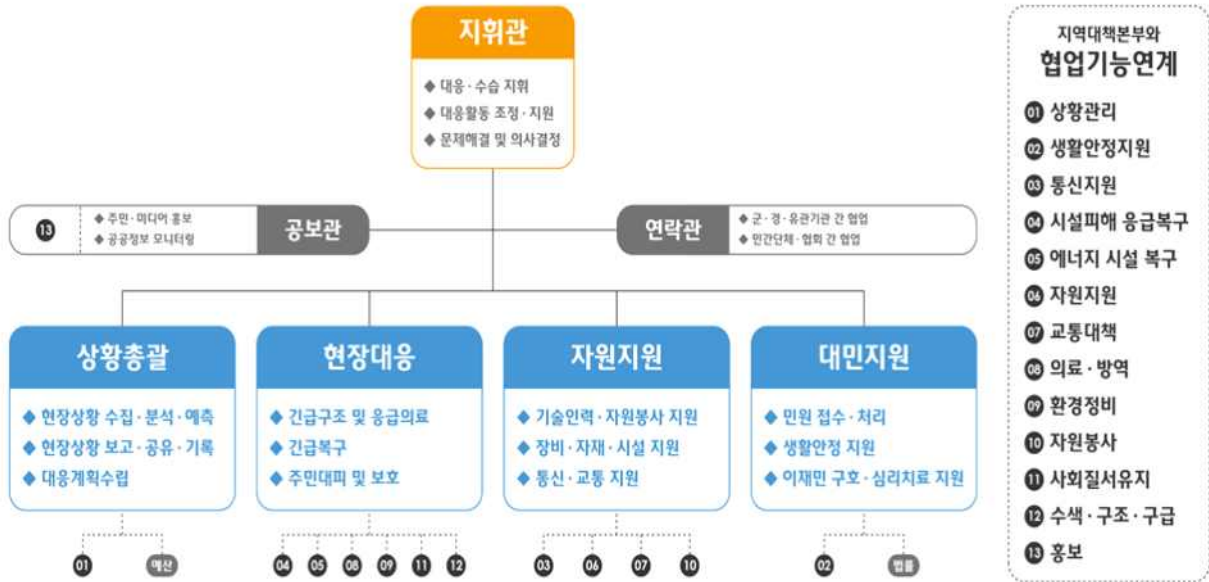 지휘관
◆ 대응·수습 지휘
◆ 대응활동 조정·지원
◆ 문제해결 및 의사결정
13
◆ 주민·미디어 홍보
◆ 공공정보 모니터링
공보관
연락관
◆ 군·경·유관기관 간 협업
◆ 민간단체·협회 간 협업
상황총괄
◆ 현장상황 수집·분석·예측
◆ 현장상황 보고·공유·기록
◆ 대응계획수립
01 예산
현장대응
◆ 긴급구조 및 응급의료
◆ 긴급복구
◆ 주민대피 및 보호
04 05 08 09 11 12
자원지원
◆ 기술인력·자원봉사 지원
◆ 장비·자재·시설 지원
◆ 통신·교통 지원
03 06 07 10
대민지원
◆ 민원 접수·처리
◆ 생활안정 지원
◆ 이재민 구호·심리치료 지원
02 법률
지역대책본부와
협업기능연계
01 상황관리
02 생활안정지원
03 통신지원
04 시설피해 응급복구
05 에너지 시설 복구
06 자원지원
07 교통대책
08 의료·방역
09 환경정비
10 자원봉사
11 사회질서유지
12 수색·구조·구급
13 홍보